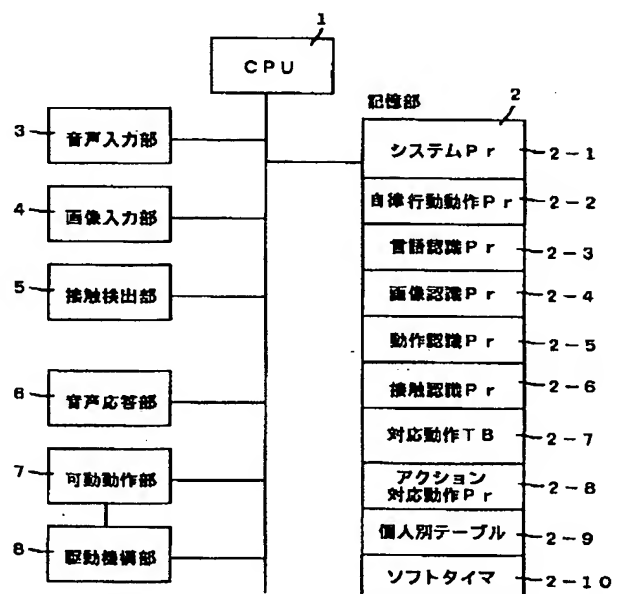 1
CPU
記憶部
2
3
音声入力部
4
画像入力部
5
接触検出部
6
音声応答部
7
可動動作部
8
駆動機構部
システムPr
2-1
自律行動動作Pr
2-2
言語認識Pr
2-3
画像認識Pr
2-4
動作認識Pr
2-5
接触認識Pr
2-6
対応動作TB
2-7
アクション
対応動作Pr
2-8
個人別テーブル
2-9
ソフトタイマ
2-10